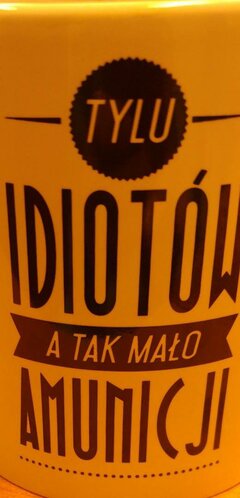 TYLU
IDIOTÓW
A TAK MAŁO
AMUNICJI